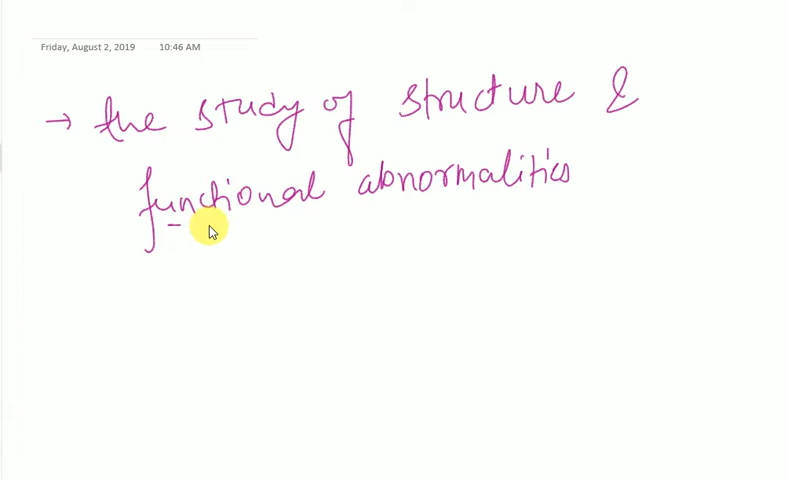 Friday, August 2, 2019 10:46 AM
→ the study of structure &
functional abnormalities